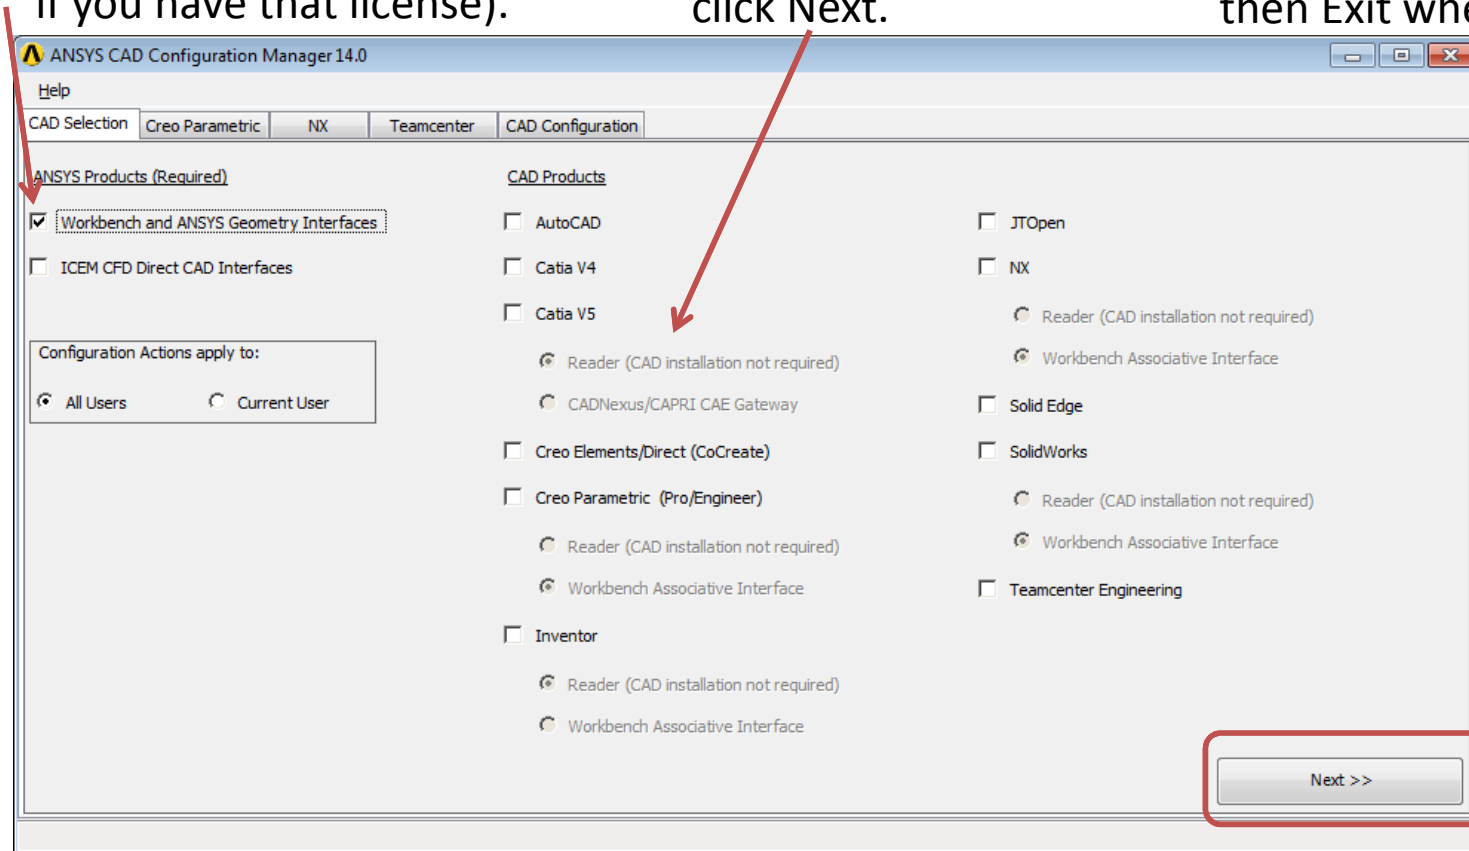 if you have that license).
click Next.
then Exit
ANSYS CAD Configuration Manager 14.0
Help
CAD Selection Creo Parametric NX Teamcenter CAD Configuration
ANSYS Products (Required)
Workbench and ANSYS Geometry Interfaces
ICEM CFD Direct CAD Interfaces
Configuration Actions apply to:
All Users Current User
CAD Products
AutoCAD
Catia V4
Catia V5
Reader (CAD installation not required)
CADNexus/CAPRI CAE Gateway
Creo Elements/Direct (CoCreate)
Creo Parametric (Pro/Engineer)
Reader (CAD installation not required)
Workbench Associative Interface
Inventor
Reader (CAD installation not required)
Workbench Associative Interface
JTOpen
NX
Reader (CAD installation not required)
Workbench Associative Interface
Solid Edge
SolidWorks
Reader (CAD installation not required)
Workbench Associative Interface
Teamcenter Engineering
Next >>